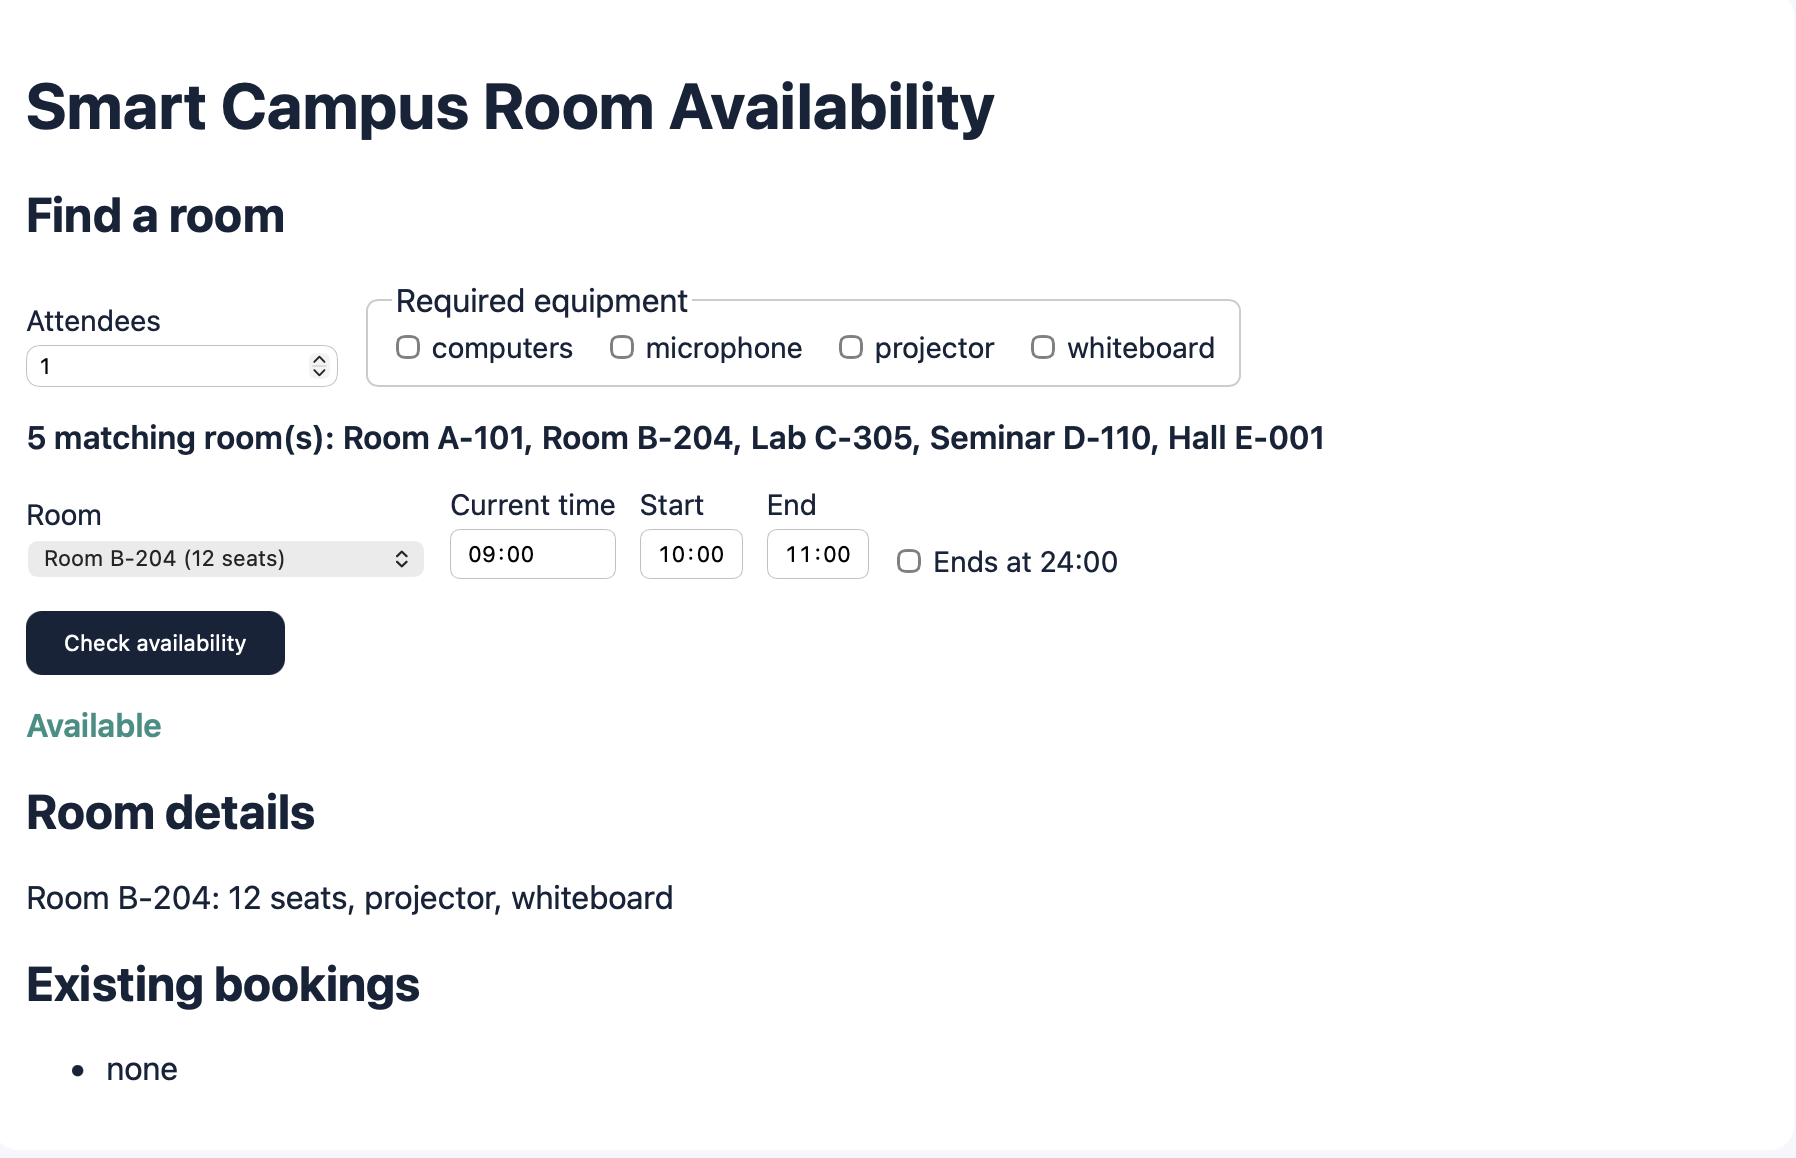 Smart Campus Room Availability
Find a room
Attendees
1
Required equipment
computers microphone projector whiteboard
5 matching room(s): Room A-101, Room B-204, Lab C-305, Seminar D-110, Hall E-001
Room Current time Start End
Room B-204 (12 seats) 09:00 10:00 11:00 Ends at 24:00
Check availability
Available
Room details
Room B-204: 12 seats, projector, whiteboard
Existing bookings
• none